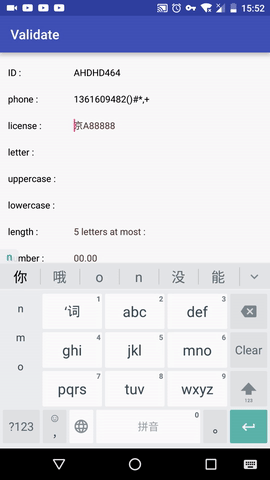 15:52
Validate
ID : AHDHD464
phone : 1361609482()#*,+
license : 京A88888
letter :
uppercase :
lowercase :
length : 5 letters at most :
mber : 00.00
n
你 哦 o n 没 能
n
m
o
‘词 1
abc 2
def 3
ghi 4
jkl 5
mno 6
Clear
pqrs 7
tuv 8
wxyz 9
123
?123
,
拼音 0
。